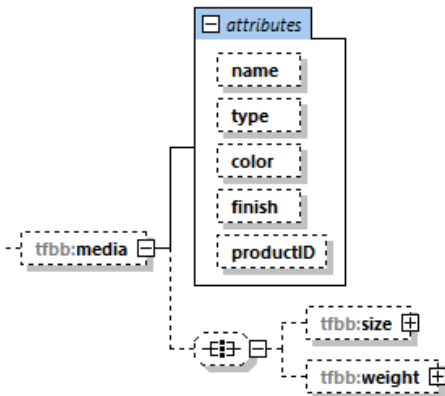 attributes
name
type
color
finish
productID
tfbb:media
tfbb:size
tfbb:weight